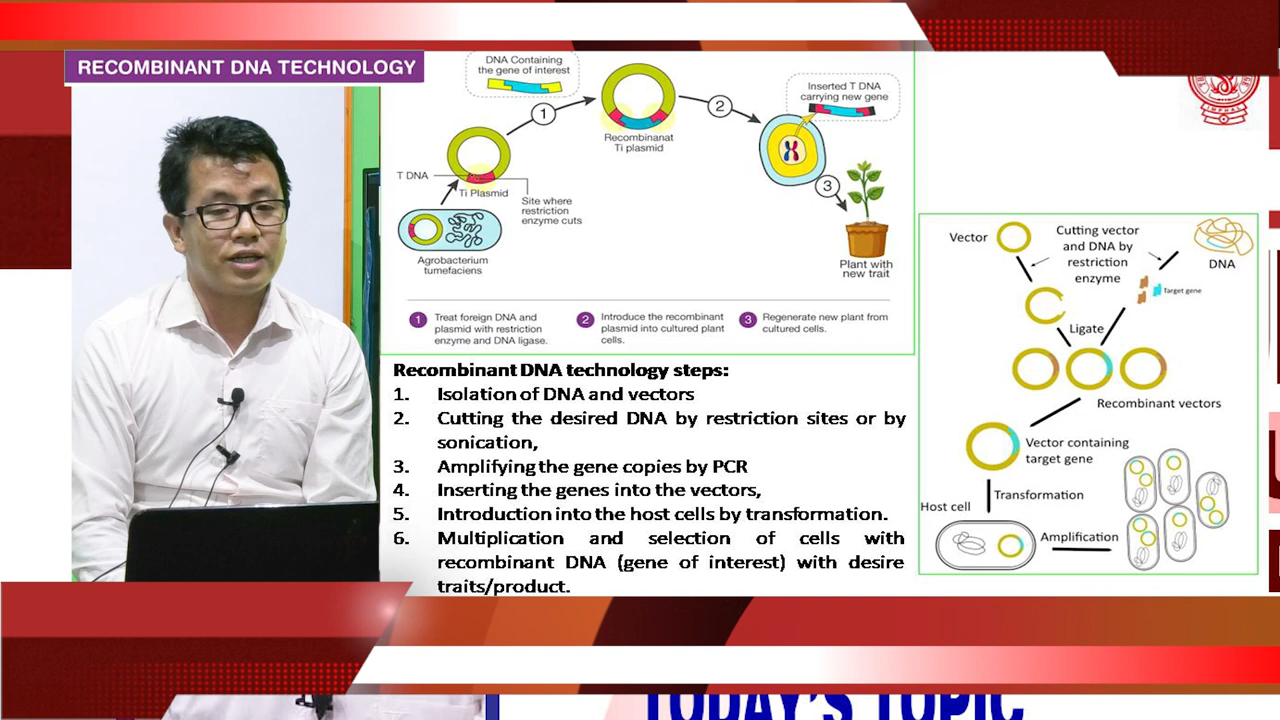 RECOMBINANT DNA TECHNOLOGY
DNA Containing
the gene of interest
1
Recombinanat
Ti plasmid
2
Inserted T DNA
carrying new gene
3
T DNA
Ti Plasmid
Site where
restriction
enzyme cuts
Agrobacterium
tumefaciens
Plant with
new trait
1 Treat foreign DNA and
plasmid with restriction
enzyme and DNA ligase.
2 Introduce the recombinant
plasmid into cultured plant
cells.
3 Regenerate new plant from
cultured cells.
Recombinant DNA technology steps:
1. Isolation of DNA and vectors
2. Cutting the desired DNA by restriction sites or by
sonication,
3. Amplifying the gene copies by PCR
4. Inserting the genes into the vectors,
5. Introduction into the host cells by transformation.
6. Multiplication and selection of cells with
recombinant DNA (gene of interest) with desire
traits/product.
Vector
Cutting vector
and DNA by
restriction
enzyme
DNA
Target gene
Ligate
Recombinant vectors
Vector containing
target gene
Transformation
Host cell
Amplification
IMPHAL
TODAY'S TOPIC